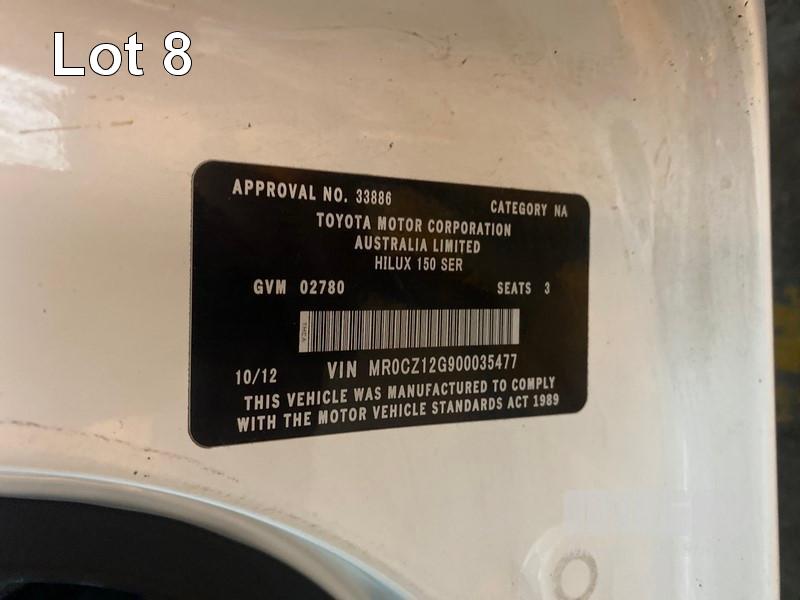 Lot 8
APPROVAL NO. 33886
CATEGORY NA
TOYOTA MOTOR CORPORATION
AUSTRALIA LIMITED
HILUX 150 SER
GVM 02780
SEATS 3
TMCA
10/12
VIN MR0CZ12G900035477
THIS VEHICLE WAS MANUFACTURED TO COMPLY
WITH THE MOTOR VEHICLE STANDARDS ACT 1989